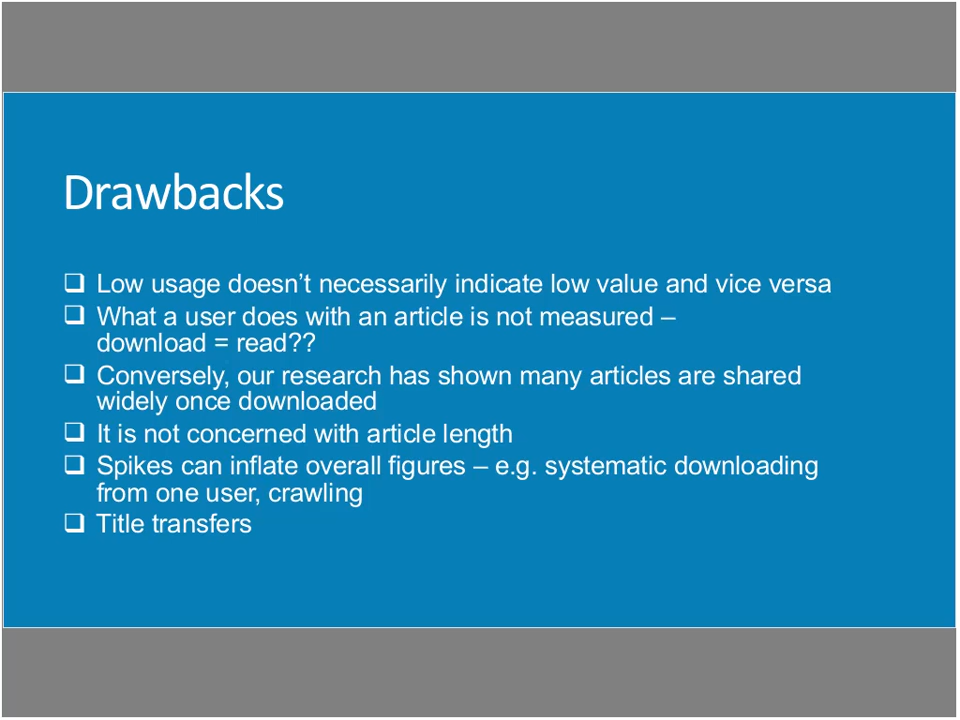 Drawbacks
❑ Low usage doesn’t necessarily indicate low value and vice versa
❑ What a user does with an article is not measured –
download = read??
❑ Conversely, our research has shown many articles are shared
widely once downloaded
❑ It is not concerned with article length
❑ Spikes can inflate overall figures – e.g. systematic downloading
from one user, crawling
❑ Title transfers